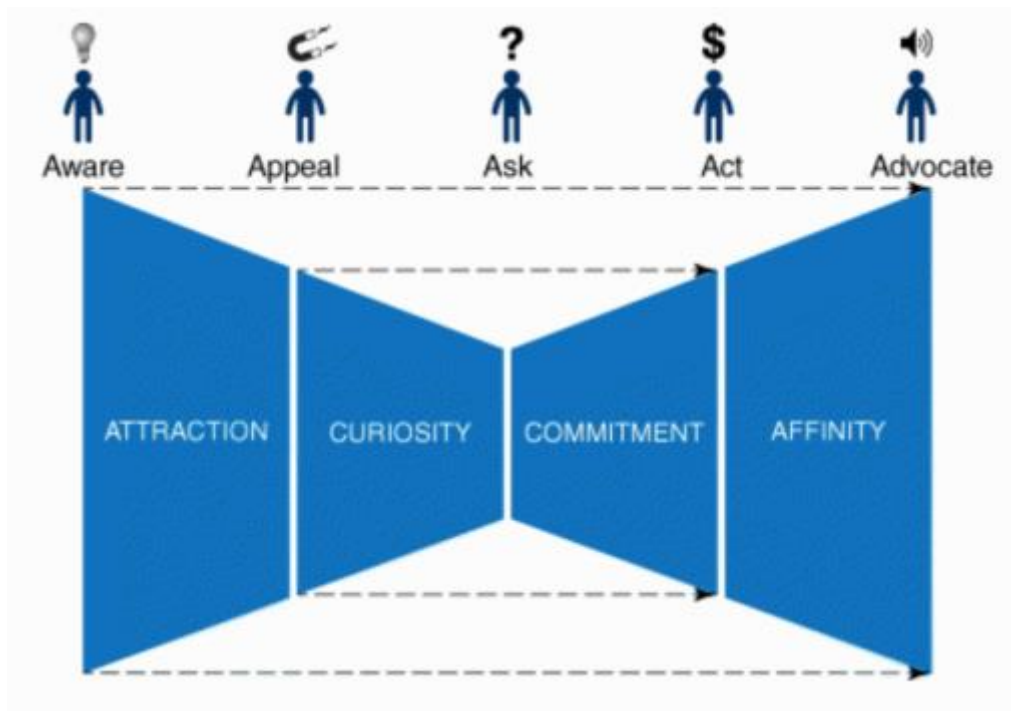 ? $
Aware Appeal Ask Act Advocate
ATTRACTION CURIOSITY COMMITMENT AFFINITY